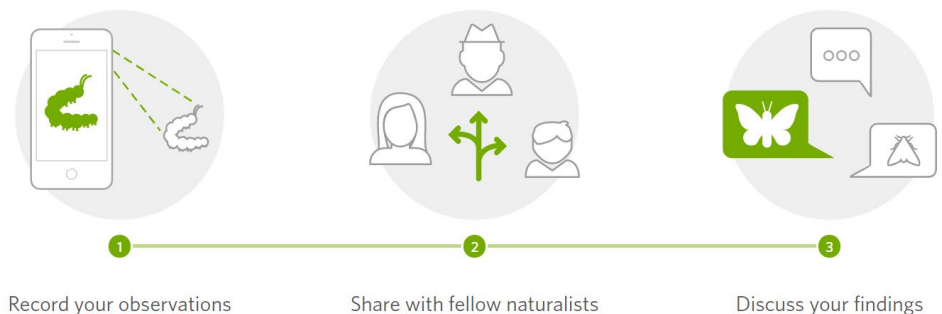 1
2
3
Record your observations
Share with fellow naturalists
Discuss your findings